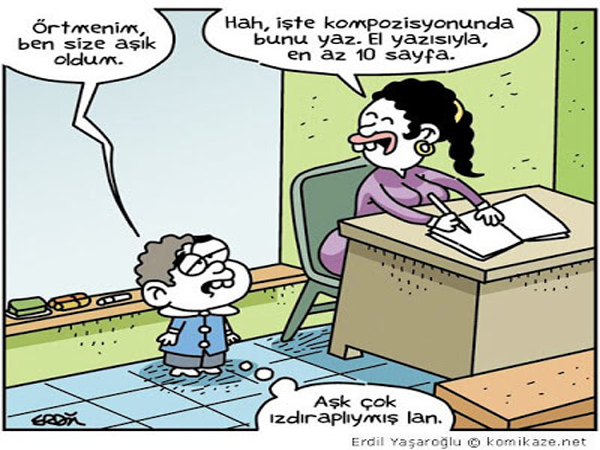 Örtmenim,
ben size aşık
oldum.
Hah, işte kompozisyonunda
bunu yaz. El yazısıyla,
en az 10 sayfa.
Aşk çok
ızdıraplıymış lan.
ERDİL
Erdil Yaşaroğlu © komikaze.net